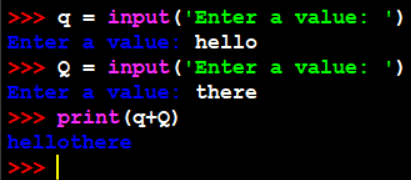 >>> q = input('Enter a value: ')
Enter a value: hello
>>> Q = input('Enter a value: ')
Enter a value: there
>>> print(q+Q)
hellothere
>>>